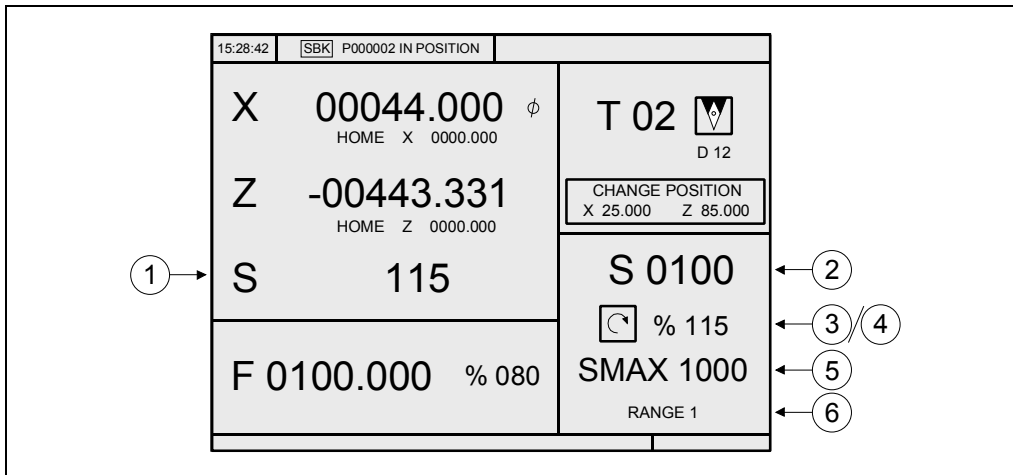 15:28:42 SBK P000002 IN POSITION
X 00044.000 ϕ
HOME X 0000.000
Z -00443.331
HOME Z 0000.000
S 115
F 0100.000 % 080
T 02
D 12
CHANGE POSITION
X 25.000 Z 85.000
S 0100
% 115
SMAX 1000
RANGE 1
1
2
3/4
5
6